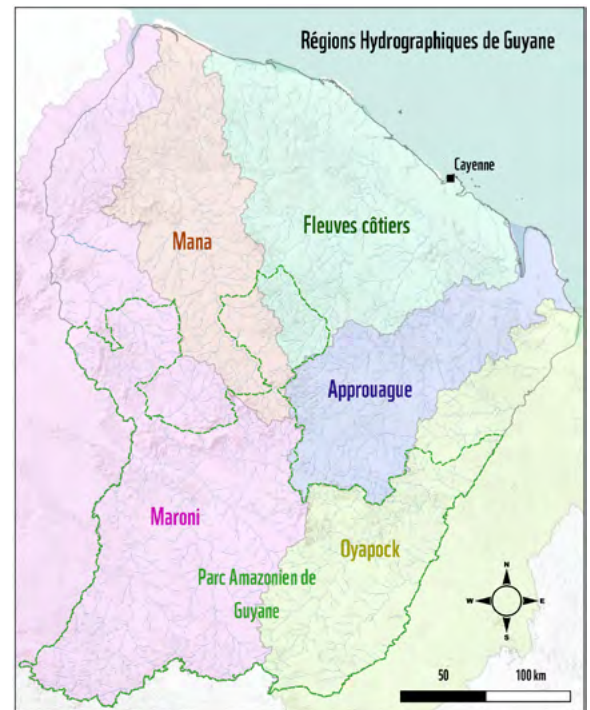 Régions Hydrographiques de Guyane
Cayenne
Fleuves côtiers
Mana
Approuague
Maroni
Oyapock
Parc Amazonien de
Guyane
N
W
E
S
50
100 km